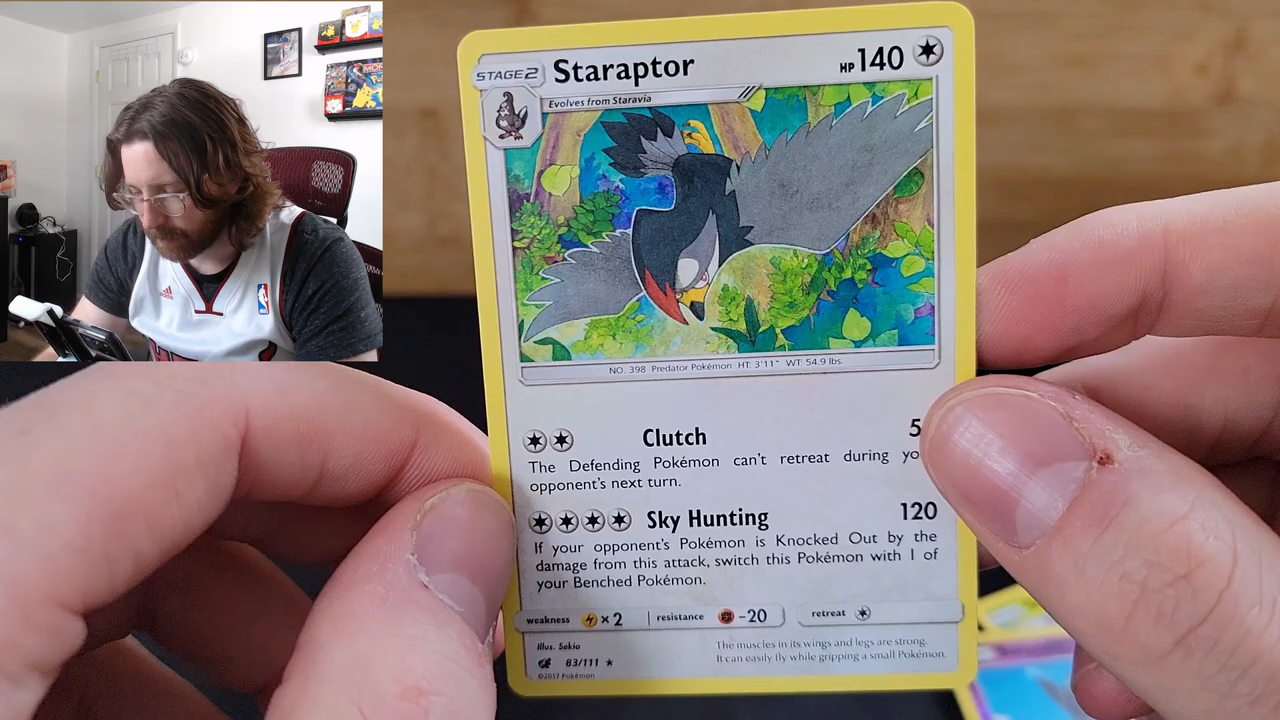 STAGE2 Staraptor HP140
Evolves from Staravia
NO. 398 Predator Pokémon HT: 3'11" WT: 54.9 lbs.
Clutch 5
The Defending Pokémon can't retreat during yo
opponent's next turn.
Sky Hunting 120
If your opponent's Pokémon is Knocked Out by the
damage from this attack, switch this Pokémon with 1 of
your Benched Pokémon.
weakness ×2 resistance -20 retreat
Illus. Sekio
83/111 ★
©2017 Pokémon
The muscles in its wings and legs are strong.
It can easily fly while gripping a small Pokémon.
adidas
NBA